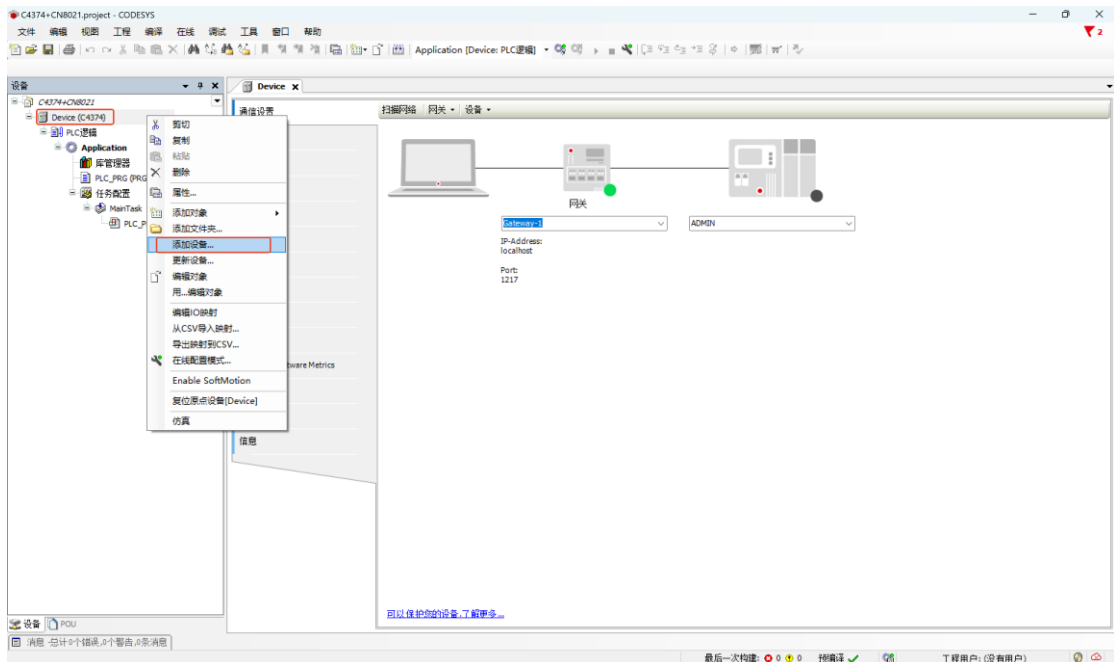 C4374+CN8021.project - CODESYS
文件 编辑 视图 工程 编译 在线 调试 工具 窗口 帮助
2
Application [Device: PLC逻辑]
设备
C4374+CN8021
Device (C4374)
PLC逻辑
Application
库管理器
PLC_PRG (PRG
任务配置
MainTask
PLC_P
剪切
复制
粘贴
删除
属性...
添加对象
添加文件夹...
添加设备...
更新设备...
编辑对象
用...编辑对象
编辑IO映射
从CSV导入映射...
导出映射到CSV...
在线配置模式...
Enable SoftMotion
复位原点设备[Device]
仿真
Device
通信设置
tware Metrics
信息
扫描网络 网关 设备
网关
Gateway-1
ADMIN
IP-Address:
localhost
Port:
1217
可以保护您的设备.了解更多...
设备 POU
消息 -总计0个错误,0个警告,0条消息
最后一次构建: 0 0 预编译 工程用户: (没有用户)